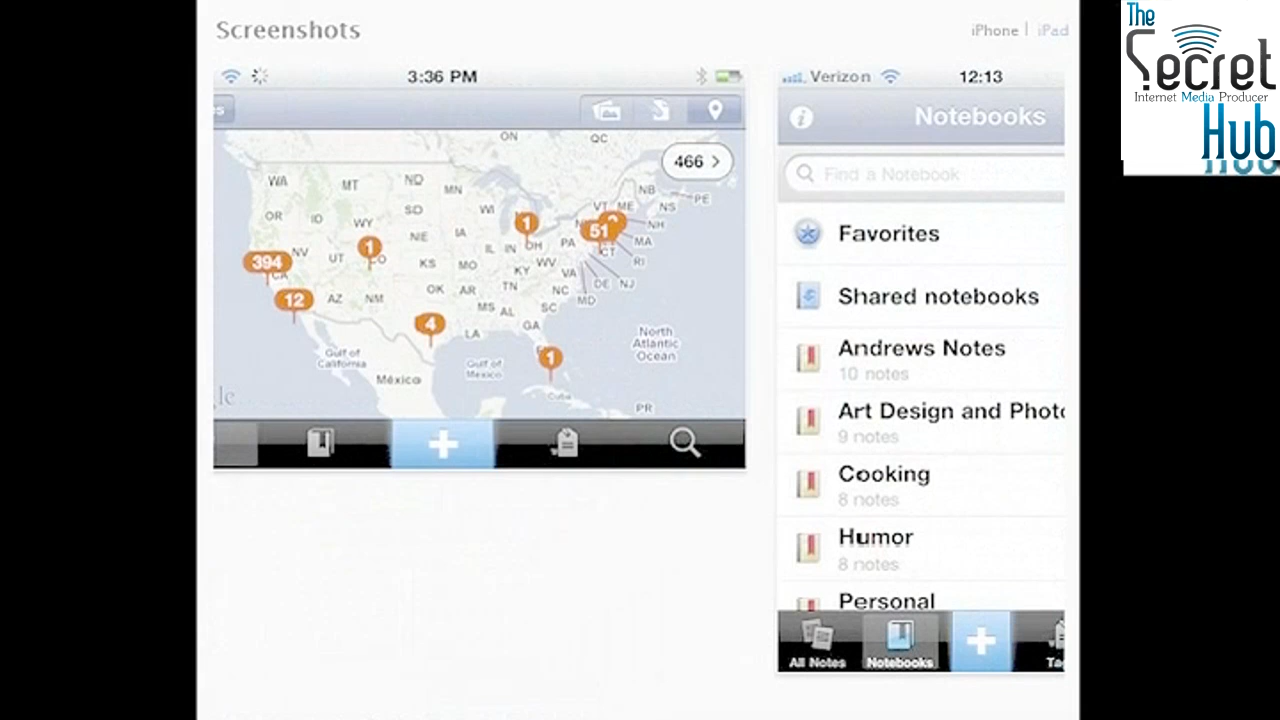 Screenshots
iPhone | iPad
The
Secret
Internet Media Producer
Hub
3:36 PM
466 >
ON
QC
WA
MT
ND
MN
NB
PE
OR
ID
SD
WI
VT
ME
NS
WY
1
1
51
NH
NE
IA
IL
IN
OH
PA
MA
394
NV
UT
CO
KS
MO
WV
CT
RI
CA
KY
VA
DE
NJ
12
AZ
NM
OK
AR
TN
NC
MD
MS
AL
SC
4
LA
GA
North
Atlantic
Ocean
Gulf of
California
Gulf of
Mexico
1
México
Cuba
PR
Verizon
12:13
Notebooks
Find a Notebook
Favorites
Shared notebooks
Andrews Notes
10 notes
Art Design and Photo
9 notes
Cooking
8 notes
Humor
8 notes
Personal
All Notes
Notebooks